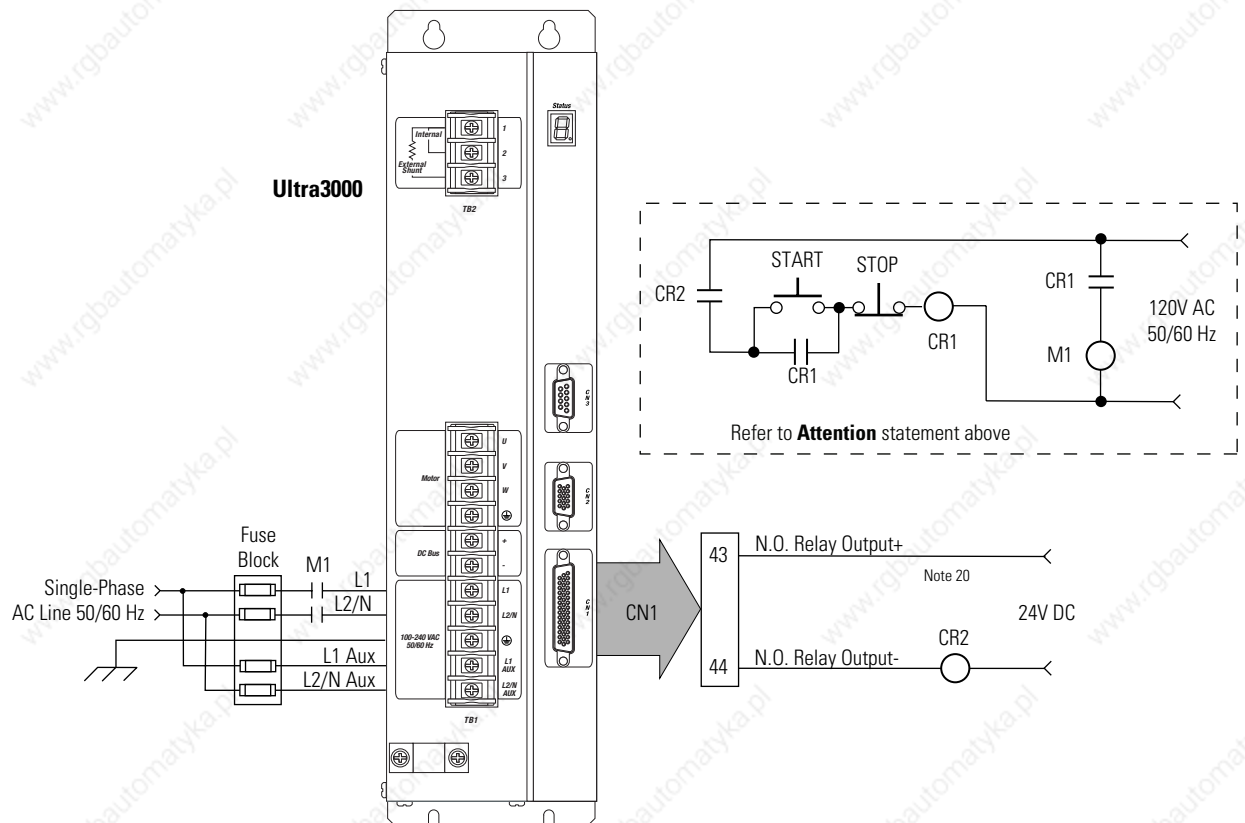 Ultra3000
Internal
External
Shunt
1
2
3
TB2
Status
8.
CN3
CN2
CN1
Motor
U
V
W
DC Bus
+
-
100-240 VAC
50/60 Hz
L1
L2/N
L1
AUX
L2/N
AUX
TB1
Fuse
Block
M1
Single-Phase
AC Line 50/60 Hz
L1
L2/N
L1 Aux
L2/N Aux
CR2
START
STOP
CR1
CR1
CR1
M1
120V AC
50/60 Hz
Refer to Attention statement above
CN1
43
N.O. Relay Output+
Note 20
24V DC
CR2
44
N.O. Relay Output-
www.rgbautomatyka.pl